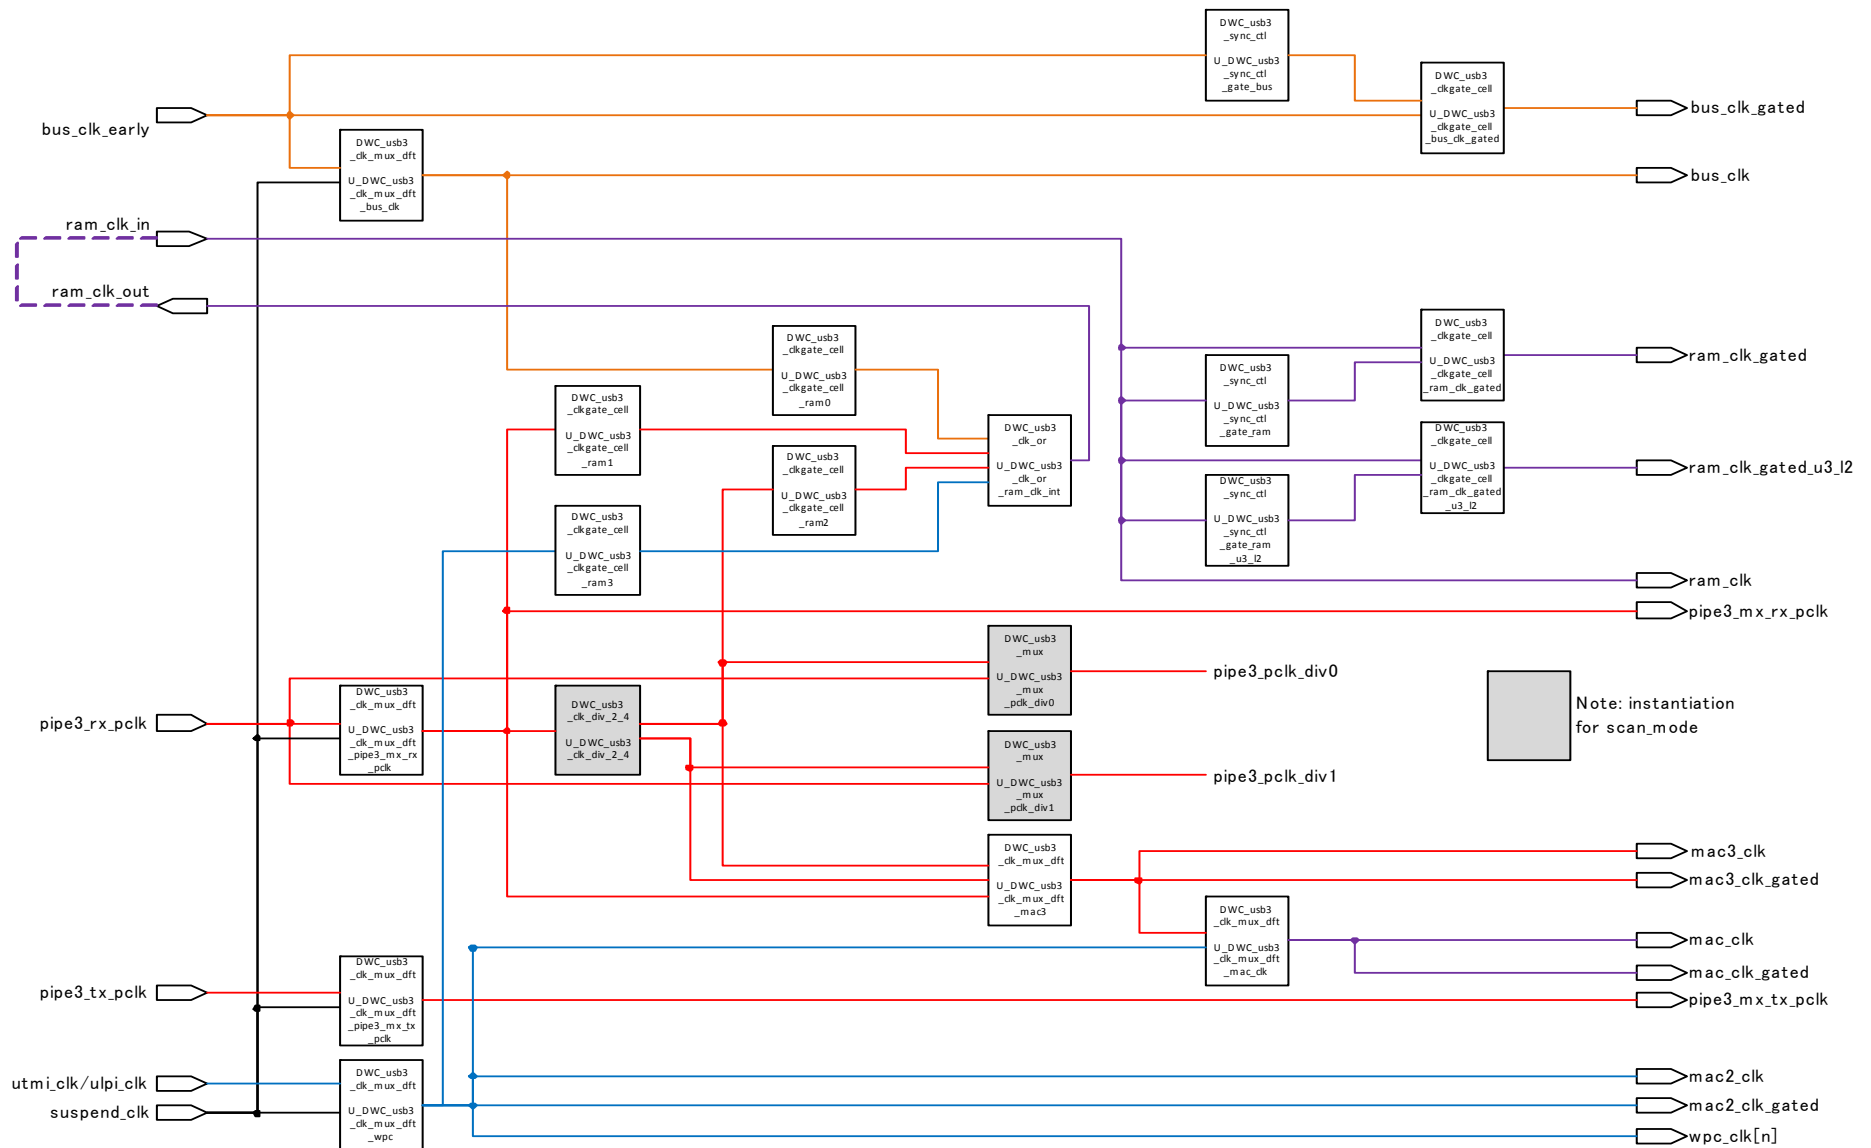 DWC_usb3
_sync_ctl
U_DWC_usb3
_sync_ctl
_gate_bus
DWC_usb3
_clkgate_cell
U_DWC_usb3
_clkgate_cell
_bus_clk_gated
bus_clk_gated
bus_clk_early
DWC_usb3
_clk_mux_dft
U_DWC_usb3
_clk_mux_dft
_bus_clk
bus_clk
ram_clk_in
ram_clk_out
DWC_usb3
_clkgate_cell
U_DWC_usb3
_clkgate_cell
_ram0
DWC_usb3
_clkgate_cell
U_DWC_usb3
_clkgate_cell
_ram1
DWC_usb3
_clkgate_cell
U_DWC_usb3
_clkgate_cell
_ram2
DWC_usb3
_clkgate_cell
U_DWC_usb3
_clkgate_cell
_ram3
DWC_usb3
_clk_or
U_DWC_usb3
_clk_or
_ram_clk_int
DWC_usb3
_sync_ctl
U_DWC_usb3
_sync_ctl
_gate_ram
DWC_usb3
_clkgate_cell
U_DWC_usb3
_clkgate_cell
_ram_clk_gated
ram_clk_gated
DWC_usb3
_sync_ctl
U_DWC_usb3
_sync_ctl
_gate_ram
_u3_l2
DWC_usb3
_clkgate_cell
U_DWC_usb3
_clkgate_cell
_ram_clk_gated
_u3_l2
ram_clk_gated_u3_l2
ram_clk
pipe3_mx_rx_pclk
DWC_usb3
_mux
U_DWC_usb3
_mux
_pclk_div0
pipe3_pclk_div0
pipe3_rx_pclk
DWC_usb3
_clk_mux_dft
U_DWC_usb3
_clk_mux_dft
_pipe3_mx_rx
_pclk
DWC_usb3
_clk_div_2_4
U_DWC_usb3
_clk_div_2_4
DWC_usb3
_mux
U_DWC_usb3
_mux
_pclk_div1
pipe3_pclk_div1
Note: instantiation
for scan_mode
DWC_usb3
_clk_mux_dft
U_DWC_usb3
_clk_mux_dft
_mac3
mac3_clk
mac3_clk_gated
DWC_usb3
_clk_mux_dft
U_DWC_usb3
_clk_mux_dft
_mac_clk
mac_clk
mac_clk_gated
pipe3_tx_pclk
DWC_usb3
_clk_mux_dft
U_DWC_usb3
_clk_mux_dft
_pipe3_mx_tx
_pclk
pipe3_mx_tx_pclk
utmi_clk/ulpi_clk
suspend_clk
DWC_usb3
_clk_mux_dft
U_DWC_usb3
_clk_mux_dft
_wpc
mac2_clk
mac2_clk_gated
wpc_clk[n]